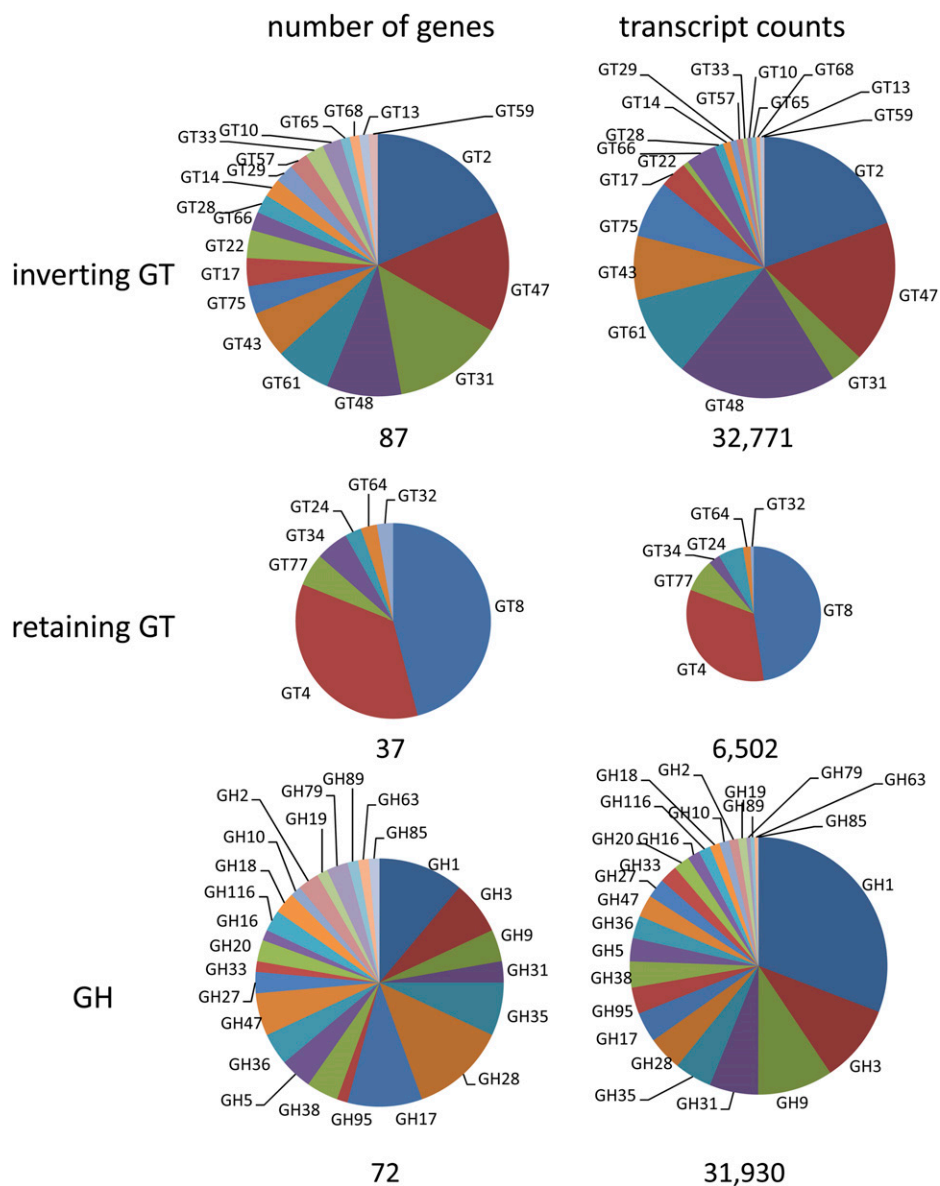 number of genes
transcript counts
inverting GT
GT59
GT13
GT68
GT65
GT10
GT33
GT57
GT29
GT14
GT28
GT66
GT22
GT17
GT75
GT43
GT61
GT48
GT31
GT47
GT2
87
GT29
GT33
GT10
GT68
GT13
GT59
GT14
GT57
GT65
GT28
GT66
GT22
GT17
GT75
GT43
GT61
GT48
GT31
GT47
GT2
32,771
retaining GT
GT64
GT32
GT24
GT34
GT77
GT4
GT8
37
GT32
GT64
GT24
GT34
GT77
GT4
GT8
6,502
GH
GH89
GH79
GH63
GH2
GH19
GH85
GH10
GH18
GH116
GH16
GH20
GH33
GH27
GH47
GH36
GH5
GH38
GH95
GH17
GH28
GH35
GH31
GH9
GH3
GH1
72
GH2
GH18
GH19
GH79
GH63
GH116
GH10
GH89
GH85
GH20
GH16
GH33
GH27
GH47
GH36
GH5
GH38
GH95
GH17
GH28
GH35
GH31
GH9
GH3
GH1
31,930